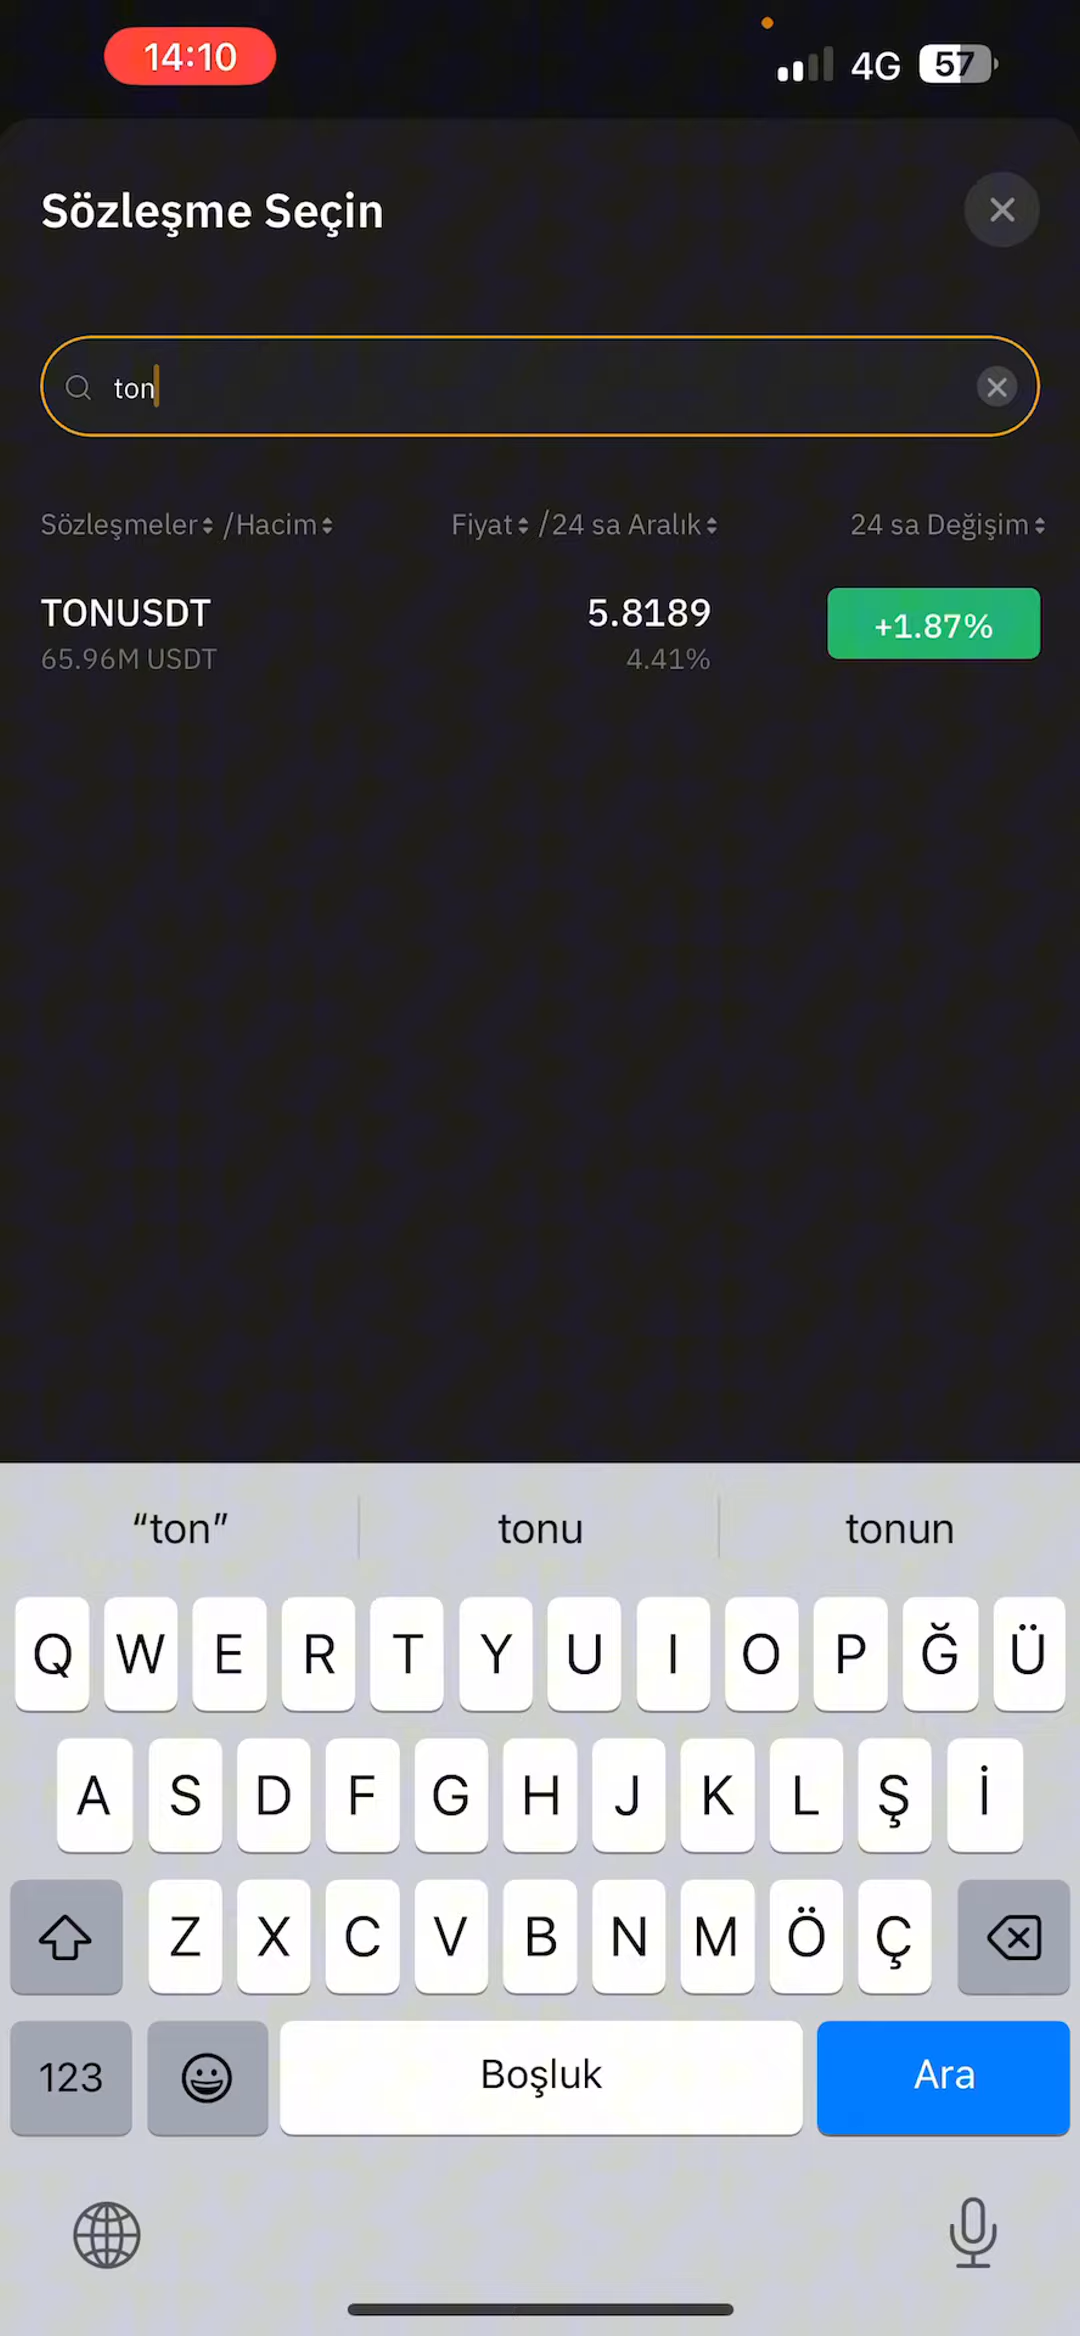 14:10
4G 57
Sözleşme Seçin
ton
Sözleşmeler /Hacim Fiyat /24 sa Aralık 24 sa Değişim
TONUSDT 5.8189 +1.87%
65.96M USDT 4.41%
“ton” tonu tonun
Q W E R T Y U I O P Ğ Ü
A S D F G H J K L Ş İ
Z X C V B N M Ö Ç
123 Boşluk Ara